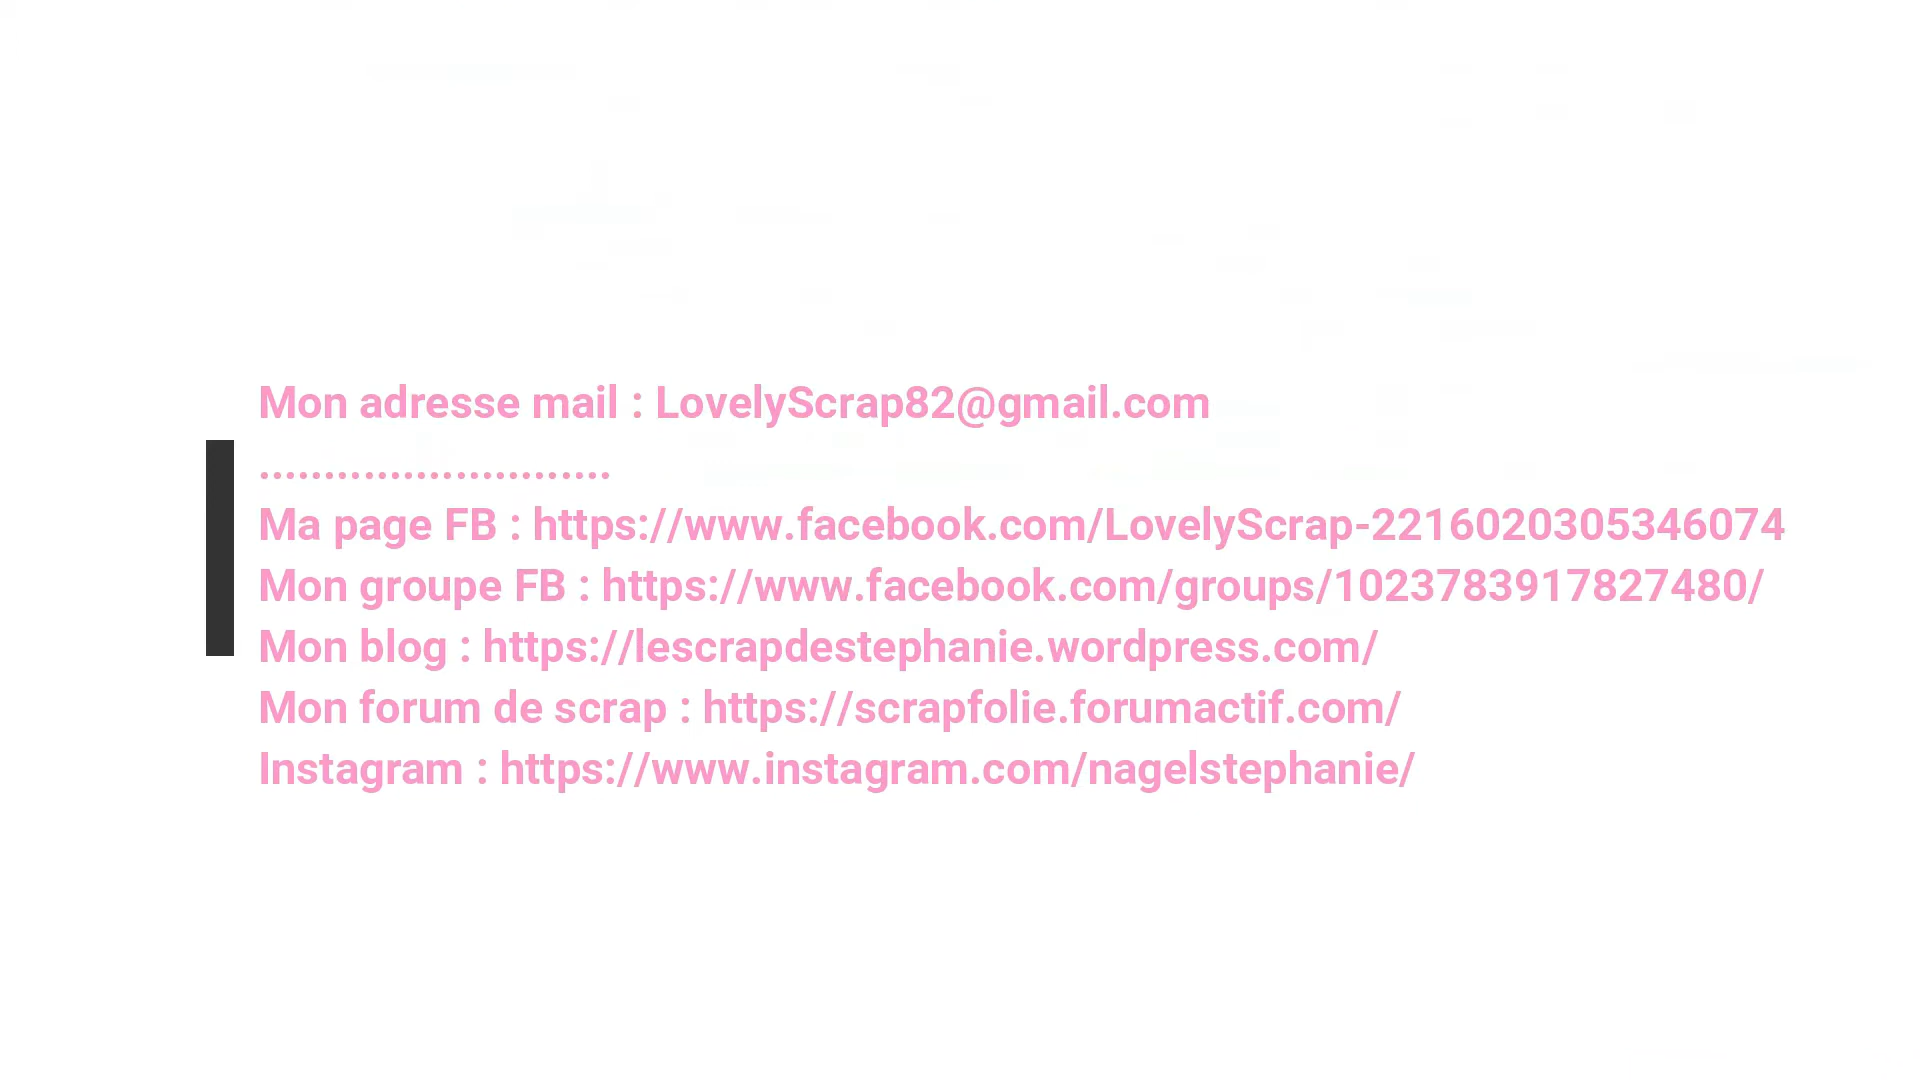 Mon adresse mail : LovelyScrap82@gmail.com
...........................
Ma page FB : https://www.facebook.com/LovelyScrap-2216020305346074
Mon groupe FB : https://www.facebook.com/groups/1023783917827480/
Mon blog : https://lescrapdestephanie.wordpress.com/
Mon forum de scrap : https://scrapfolie.forumactif.com/
Instagram : https://www.instagram.com/nagelstephanie/